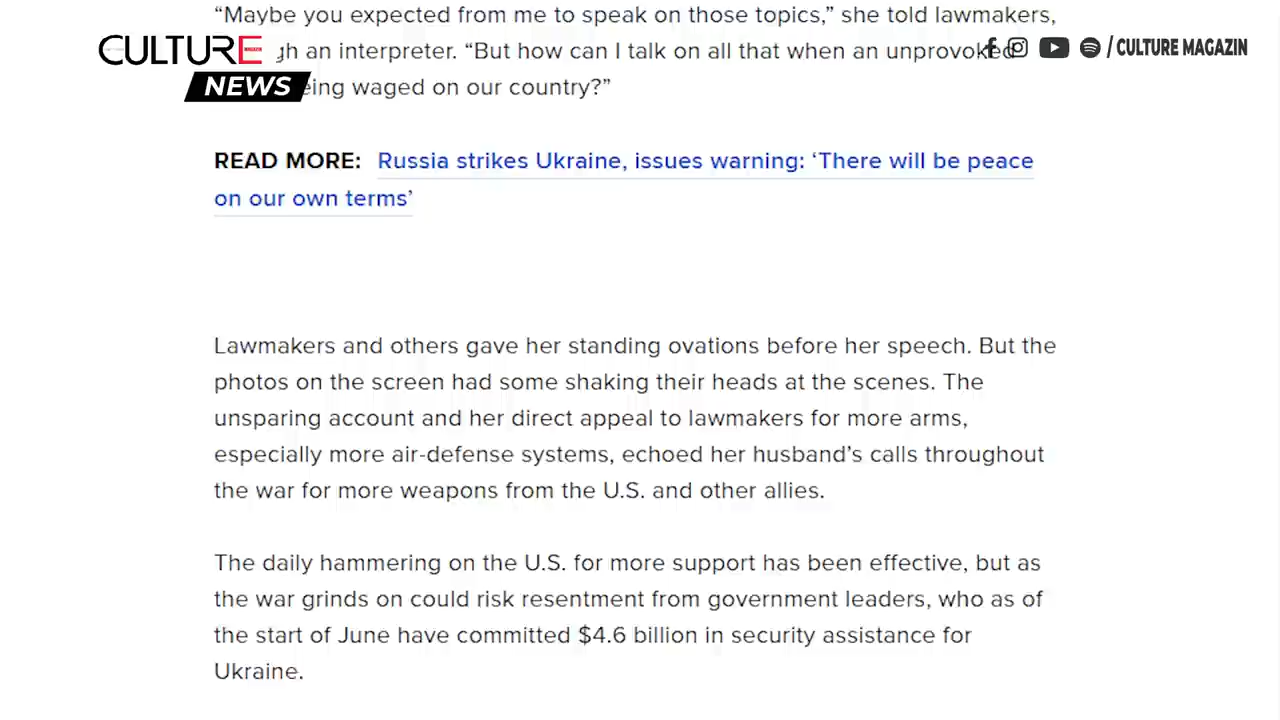 “Maybe you expected from me to speak on those topics,” she told lawmakers,
CULTURE
gh an interpreter. “But how can I talk on all that when an unprovoked
/ CULTURE MAGAZIN
NEWS
eing waged on our country?”
READ MORE: Russia strikes Ukraine, issues warning: ‘There will be peace
on our own terms’
Lawmakers and others gave her standing ovations before her speech. But the
photos on the screen had some shaking their heads at the scenes. The
unsparing account and her direct appeal to lawmakers for more arms,
especially more air-defense systems, echoed her husband’s calls throughout
the war for more weapons from the U.S. and other allies.
The daily hammering on the U.S. for more support has been effective, but as
the war grinds on could risk resentment from government leaders, who as of
the start of June have committed $4.6 billion in security assistance for
Ukraine.